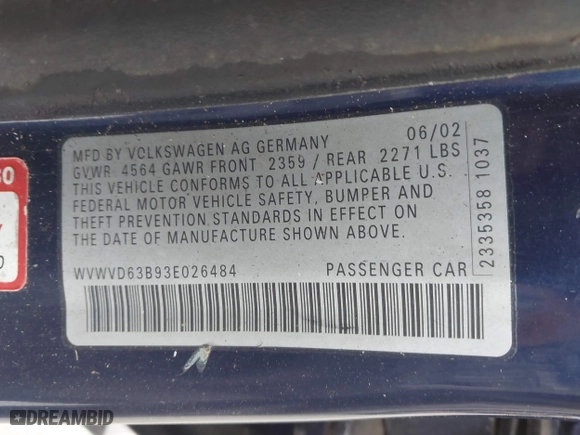 MFD BY VOLKSWAGEN AG GERMANY 06/02
GVWR 4564 GAWR FRONT 2359 / REAR 2271 LBS
THIS VEHICLE CONFORMS TO ALL APPLICABLE U.S.
FEDERAL MOTOR VEHICLE SAFETY, BUMPER AND
THEFT PREVENTION STANDARDS IN EFFECT ON
THE DATE OF MANUFACTURE SHOWN ABOVE.
WVWVD63B93E026484 PASSENGER CAR
23353581037
DREAMBID